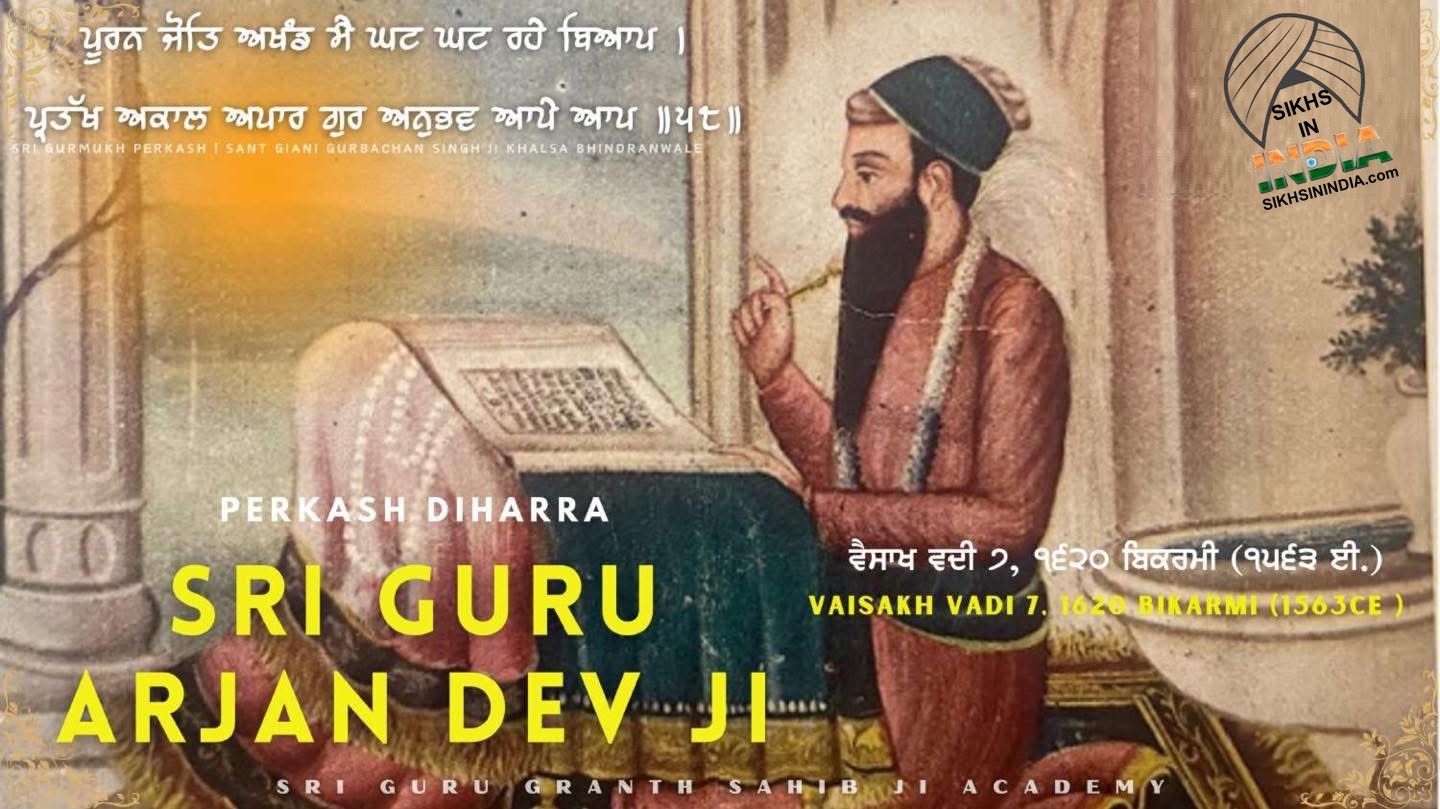 ਪੂਰਨ ਜੋਤਿ ਅਖੰਡ ਸੈ ਘਟ ਘਟ ਰਹੇ ਬਿਆਪ ।
ਪ੍ਰਤੱਖ ਅਕਾਲ ਅਪਾਰ ਗੁਰ ਅਨੁਭਵ ਆਪੇ ਆਪ ॥੫੮॥
SRI GURMUKH PERKASH | SANT GIANI GURBACHAN SINGH JI KHALSA BHINDRANWALE
SIKHS
IN
INDIA
SIKHSININDIA.com
PERKASH DIHARRA
SRI GURU
ARJAN DEV JI
ਵੈਸਾਖ ਵਦੀ ੭, ੧੬੨੦ ਬਿਕਰਮੀ (੧੫੬੩ ਈ.)
VAISAKH VADI 7, 1620 BIKARMI (1563CE )
SRI GURU GRANTH SAHIB JI ACADEMY